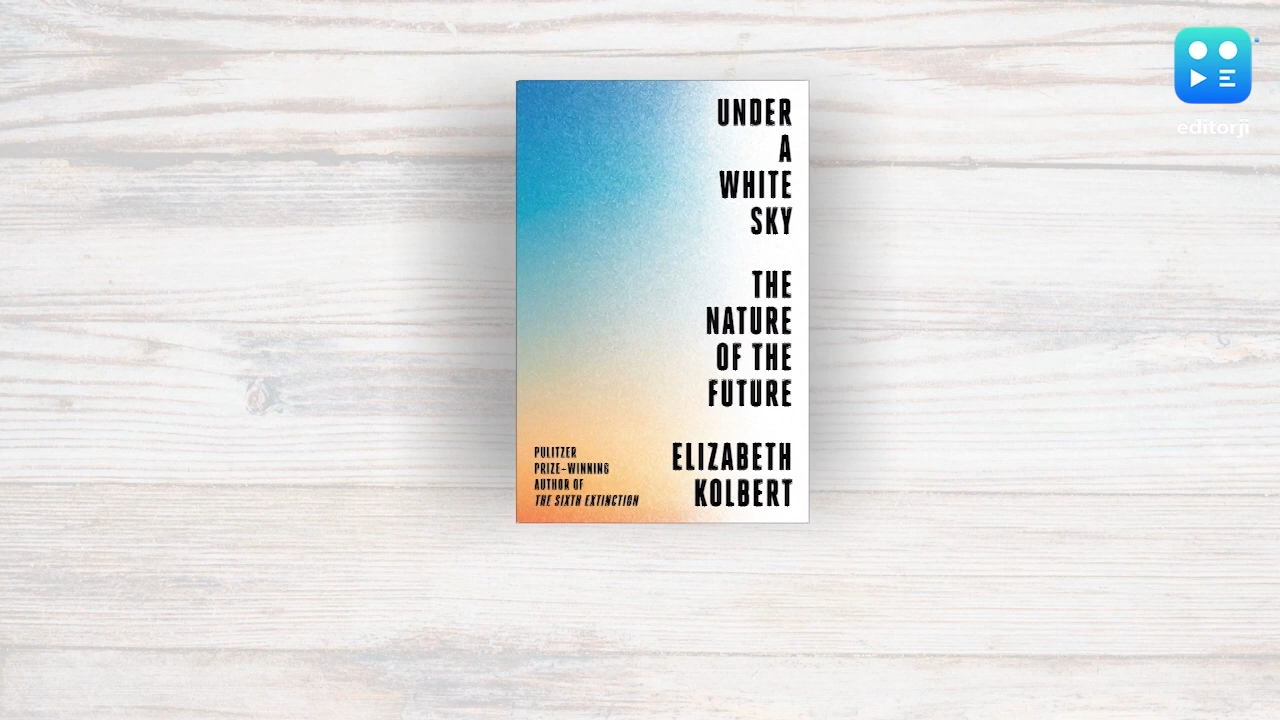 UNDER
A
WHITE
SKY
THE
NATURE
OF THE
FUTURE
ELIZABETH
KOLBERT
PULITZER
PRIZE-WINNING
AUTHOR OF
THE SIXTH EXTINCTION
editorji